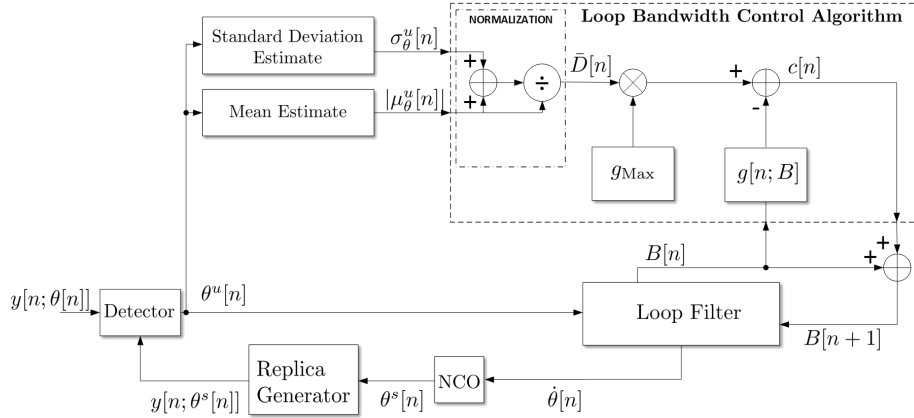 NORMALIZATION
Loop Bandwidth Control Algorithm
Standard Deviation
Estimate
σ_θ^u[n]
+
+
÷
D̄[n]
+
-
c[n]
Mean Estimate
|μ_θ^u[n]|
g_Max
g[n; B]
B[n]
+
+
y[n; θ[n]]
Detector
θ^u[n]
Loop Filter
B[n + 1]
Replica
Generator
NCO
y[n; θ^s[n]]
θ^s[n]
θ̇[n]